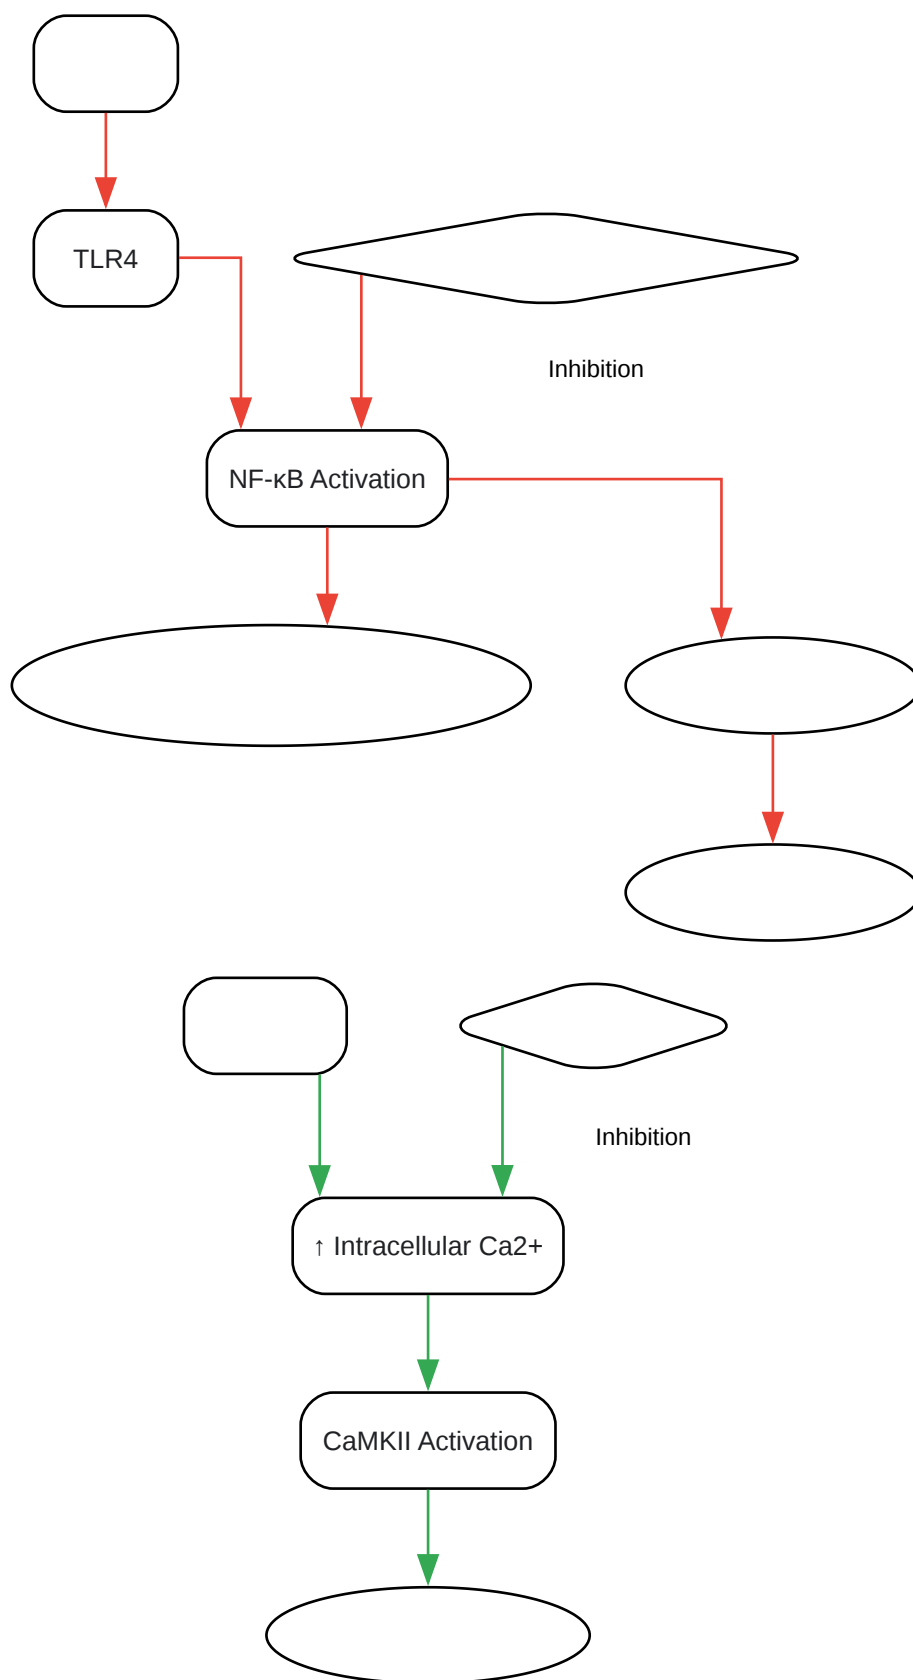 TLR4
Inhibition
NF-κB Activation
Inhibition
↑ Intracellular Ca2+
CaMKII Activation